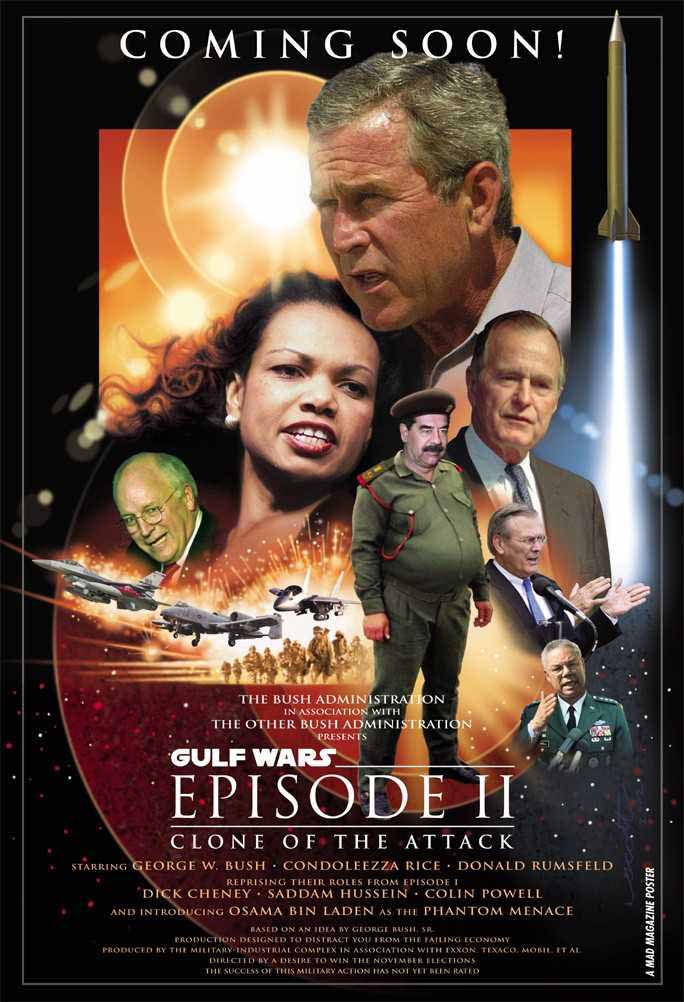 COMING SOON!
THE BUSH ADMINISTRATION
IN ASSOCIATION WITH
THE OTHER BUSH ADMINISTRATION
PRESENTS
GULF WARS
EPISODE II
CLONE OF THE ATTACK
STARRING GEORGE W. BUSH · CONDOLEEZZA RICE · DONALD RUMSFELD
REPRISING THEIR ROLES FROM EPISODE I
DICK CHENEY · SADDAM HUSSEIN · COLIN POWELL
AND INTRODUCING OSAMA BIN LADEN AS THE PHANTOM MENACE
BASED ON AN IDEA BY GEORGE BUSH, SR.
PRODUCTION DESIGNED TO DISTRACT YOU FROM THE FAILING ECONOMY
PRODUCED BY THE MILITARY-INDUSTRIAL COMPLEX IN ASSOCIATION WITH EXXON, TEXACO, MOBIL, ET AL.
DIRECTED BY A DESIRE TO WIN THE NOVEMBER ELECTIONS
THE SUCCESS OF THIS MILITARY ACTION HAS NOT YET BEEN RATED
A MAD MAGAZINE POSTER